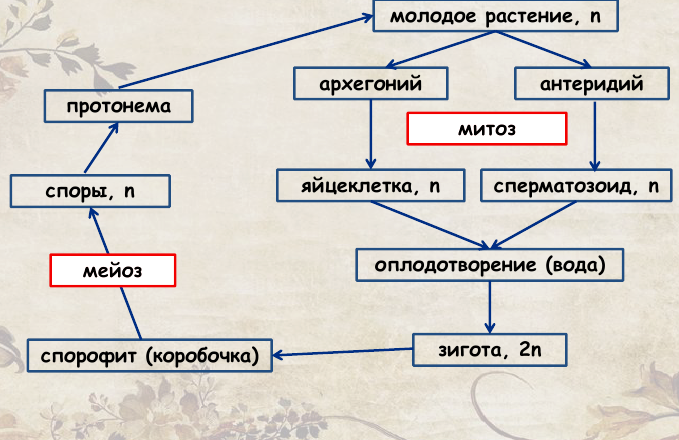 молодое растение, n
архегоний
антеридий
протонема
митоз
споры, n
яйцеклетка, n
сперматозоид, n
мейоз
оплодотворение (вода)
спорофит (коробочка)
зигота, 2n